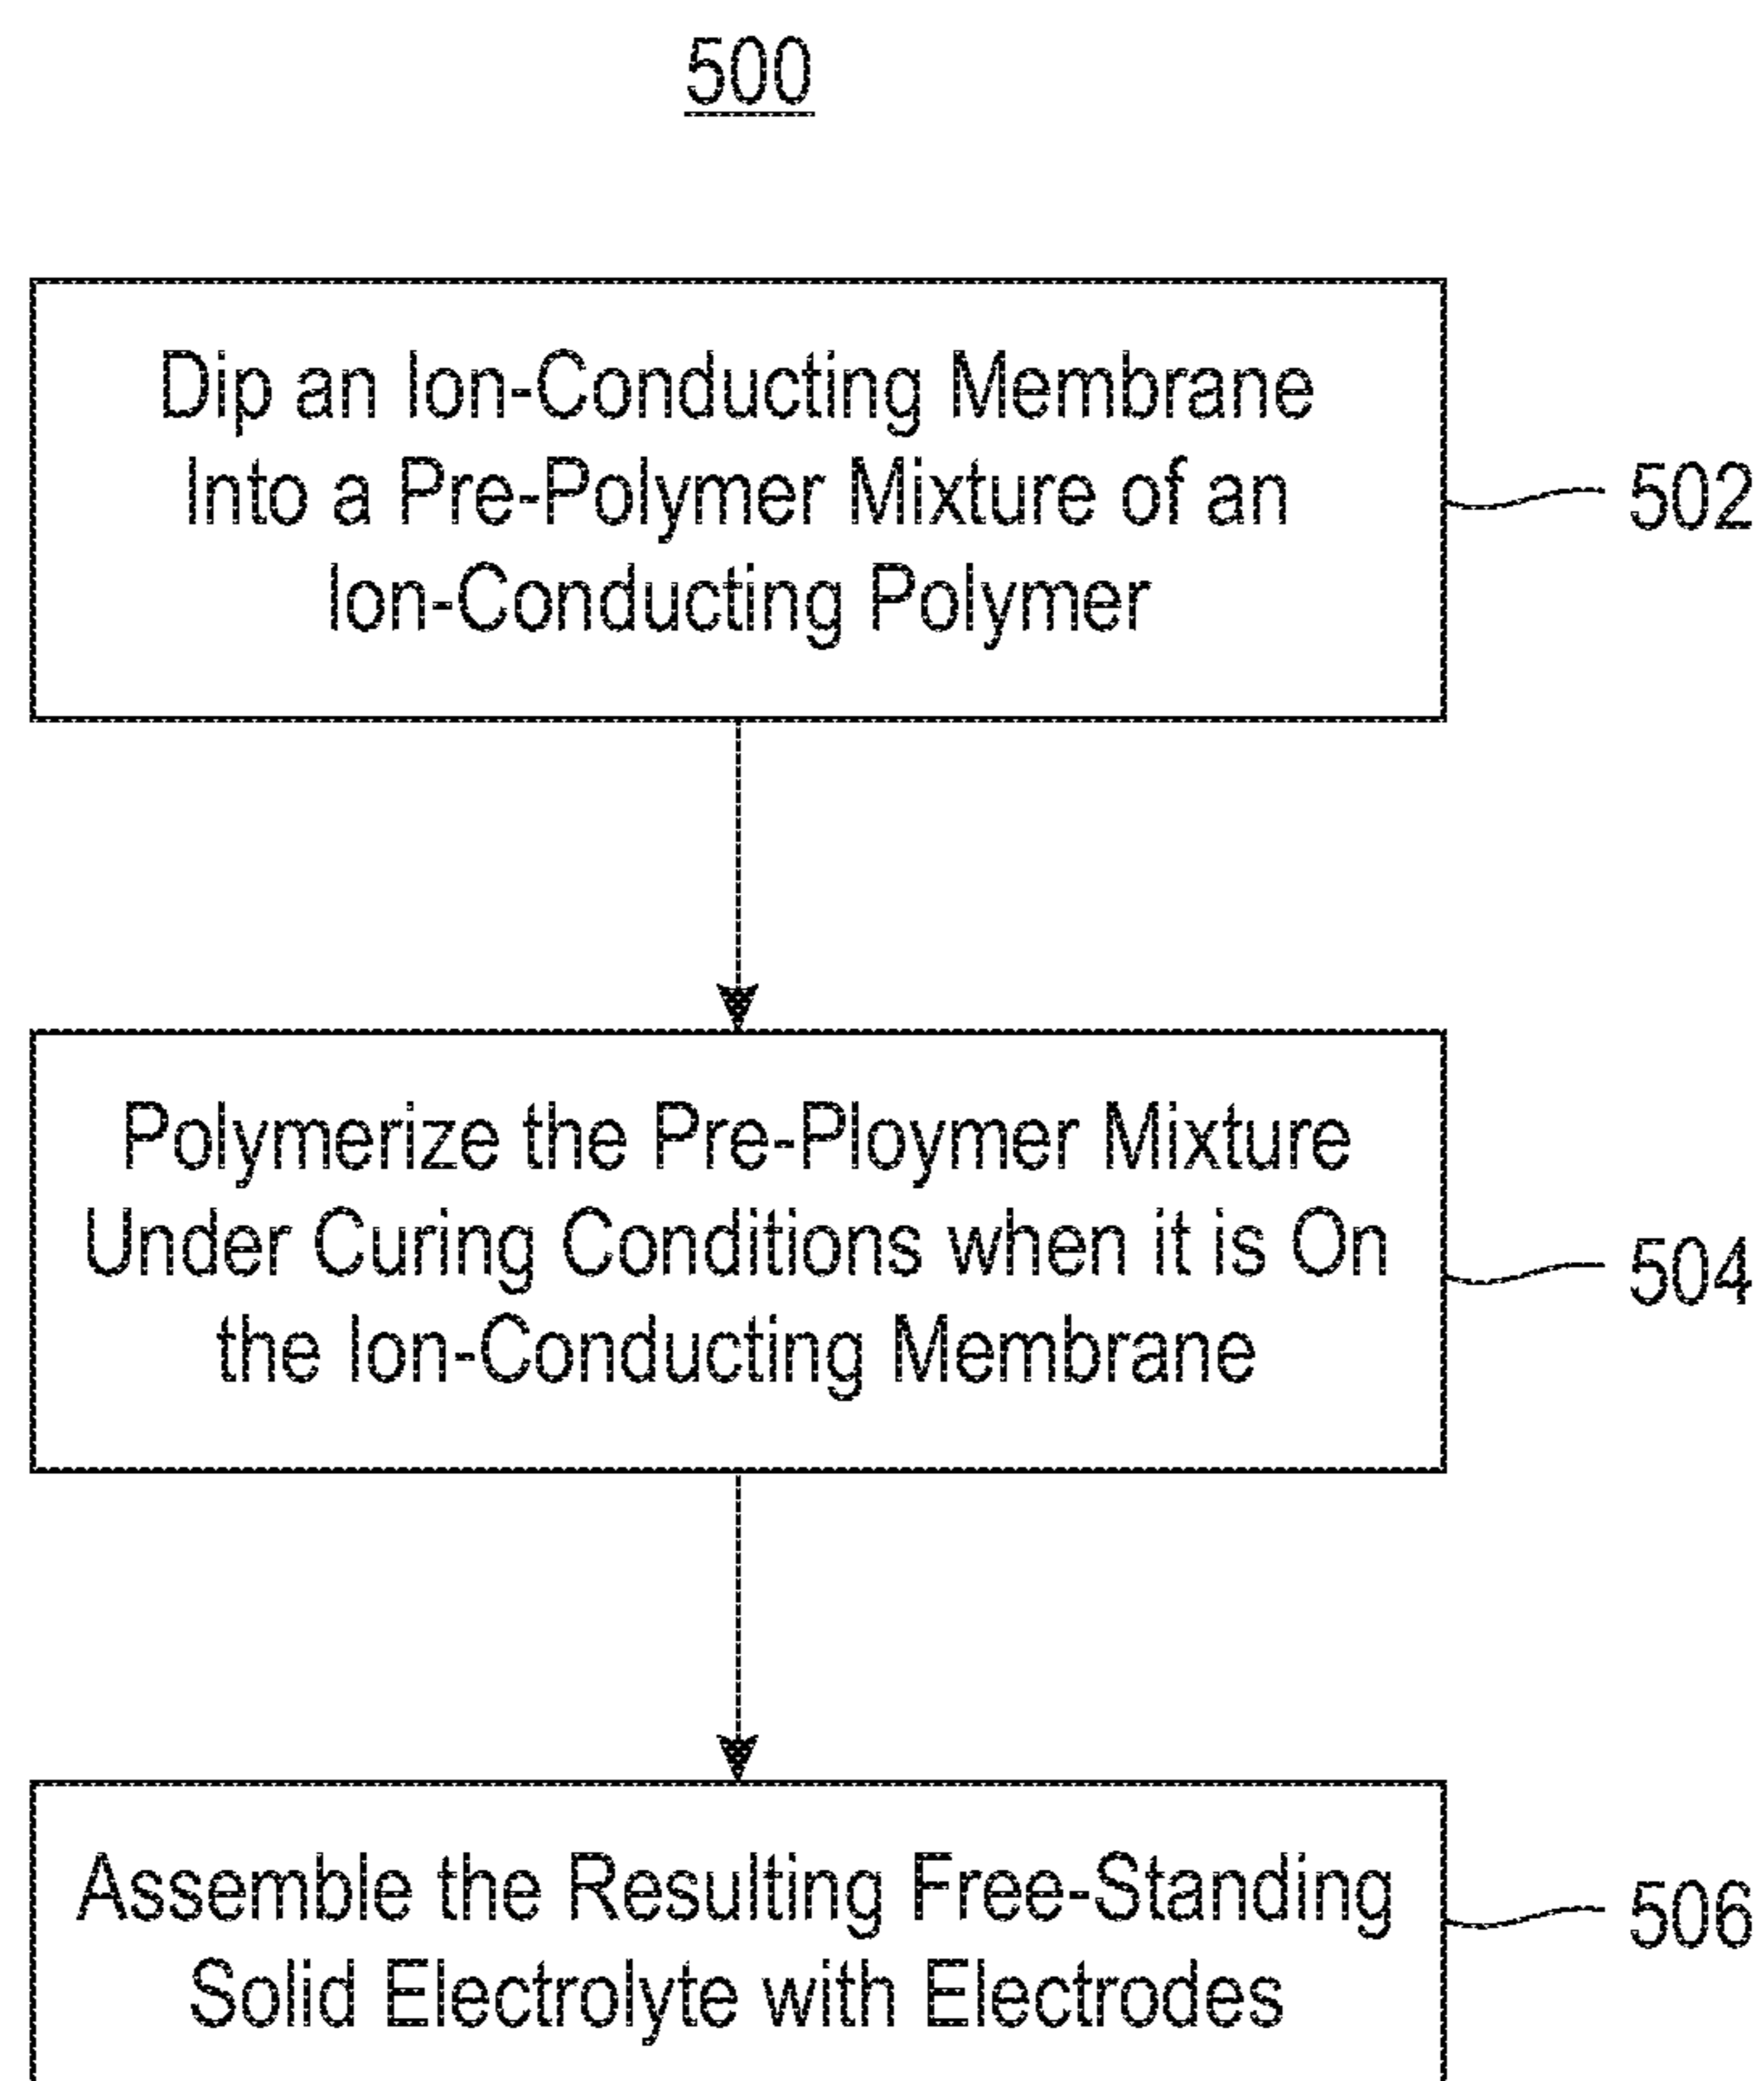 500
Dip an Ion-Conducting Membrane
Into a Pre-Polymer Mixture of an
Ion-Conducting Polymer
502
Polymerize the Pre-Ploymer Mixture
Under Curing Conditions when it is On
the Ion-Conducting Membrane
504
Assemble the Resulting Free-Standing
Solid Electrolyte with Electrodes
506